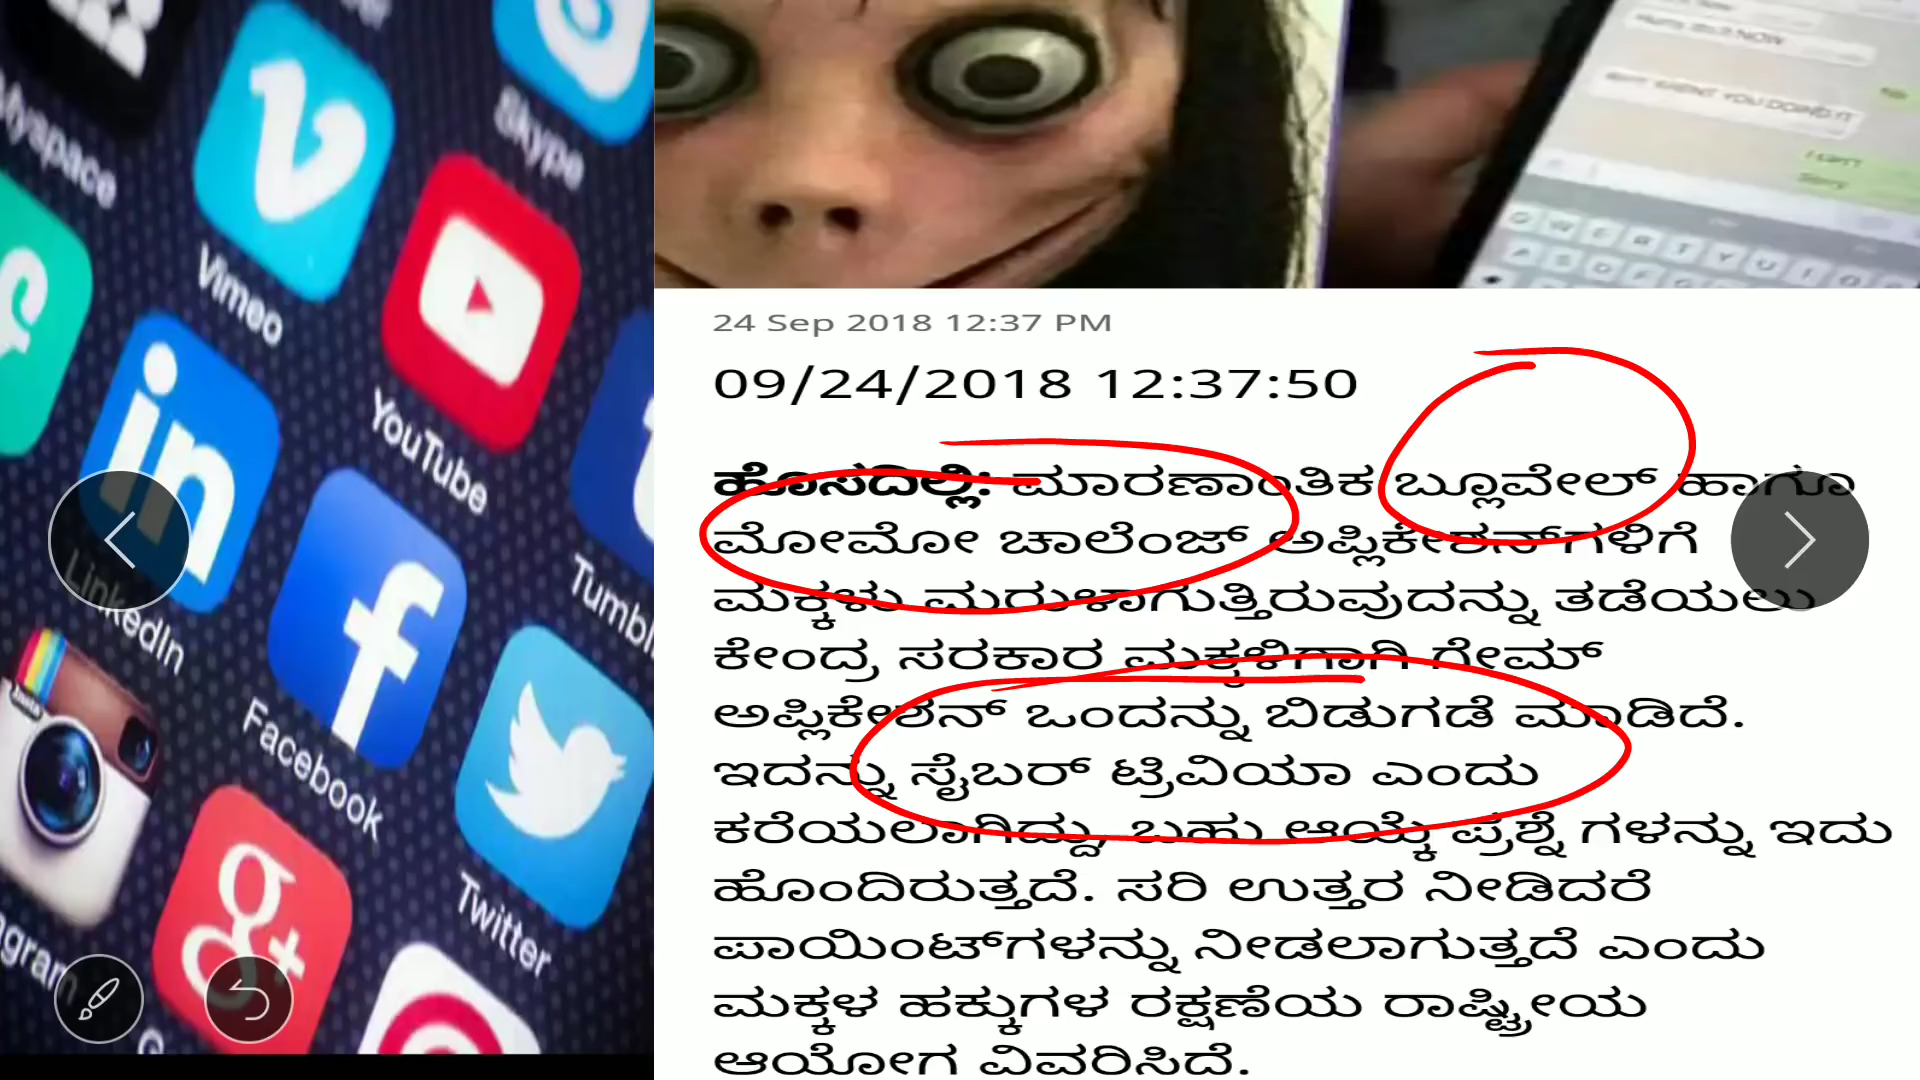 Skype
Myspace
Vimeo
YouTube
LinkedIn
Facebook
Twitter
24 Sep 2018 12:37 PM
09/24/2018 12:37:50
ಹೊಸದಿಲ್ಲಿ: ಮಾರಣಾಂತಿಕ ಬ್ಲೂವೇಲ್ ಹಾಗೂ
ಮೋಮೋ ಚಾಲೆಂಜ್ ಅಪ್ಲಿಕೇಶನ್‌ಗಳಿಗೆ
ಮಕ್ಕಳು ಮರುಳಾಗುತ್ತಿರುವುದನ್ನು ತಡೆಯಲು
ಕೇಂದ್ರ ಸರಕಾರ ಮಕ್ಕಳಿಗಾಗಿ ಗೇಮ್
ಅಪ್ಲಿಕೇಶನ್ ಒಂದನ್ನು ಬಿಡುಗಡೆ ಮಾಡಿದೆ.
ಇದನ್ನು ಸೈಬರ್ ಟ್ರಿವಿಯಾ ಎಂದು
ಕರೆಯಲಾಗಿದ್ದು, ಬಹು ಆಯ್ಕೆ ಪ್ರಶ್ನೆ ಗಳನ್ನು ಇದು
ಹೊಂದಿರುತ್ತದೆ. ಸರಿ ಉತ್ತರ ನೀಡಿದರೆ
ಪಾಯಿಂಟ್‌ಗಳನ್ನು ನೀಡಲಾಗುತ್ತದೆ ಎಂದು
ಮಕ್ಕಳ ಹಕ್ಕುಗಳ ರಕ್ಷಣೆಯ ರಾಷ್ಟ್ರೀಯ
ಆಯೋಗ ವಿವರಿಸಿದೆ.